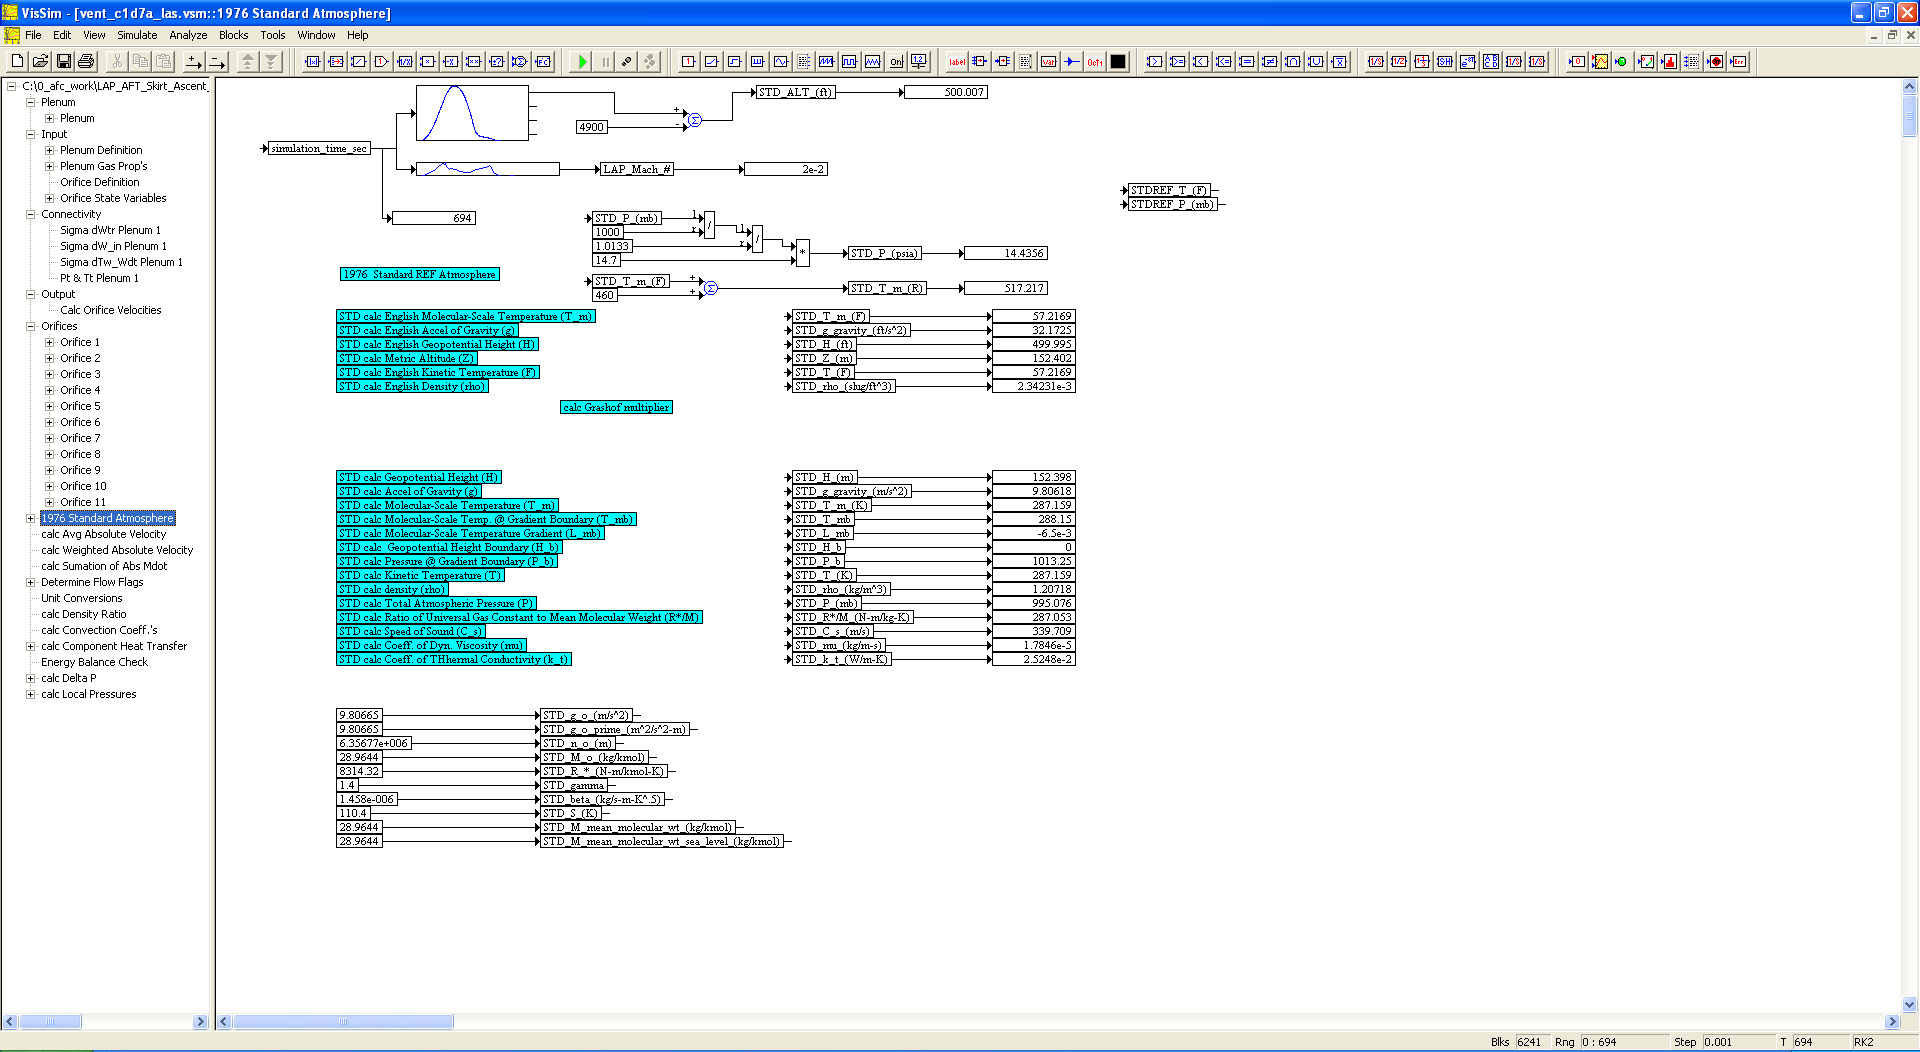 VisSim - [vent_c1d7a_las.vsm::1976 Standard Atmosphere]
File Edit View Simulate Analyze Blocks Tools Window Help
C:\0_afc_work\LAP_AFT_Skirt_Ascent_
Plenum
Plenum
Input
Plenum Definition
Plenum Gas Prop's
Orifice Definition
Orifice State Variables
Connectivity
Sigma dWtr Plenum 1
Sigma dW_in Plenum 1
Sigma dTw_Wdt Plenum 1
Pt & Tt Plenum 1
Output
Calc Orifice Velocities
Orifices
Orifice 1
Orifice 2
Orifice 3
Orifice 4
Orifice 5
Orifice 6
Orifice 7
Orifice 8
Orifice 9
Orifice 10
Orifice 11
1976 Standard Atmosphere
calc Avg Absolute Velocity
calc Weighted Absolute Velocity
calc Sumation of Abs Mdot
Determine Flow Flags
Unit Conversions
calc Density Ratio
calc Convection Coeff.'s
calc Component Heat Transfer
Energy Balance Check
calc Delta P
calc Local Pressures
STD_ALT_(ft) 500.007
4900
simulation_time_sec
LAP_Mach_# 2e-2
694
STDREF_T_(F)
STDREF_P_(mb)
STD_P_(mb)
1000
1.0133
14.7
STD_P_(psia) 14.4356
1976 Standard REF Atmosphere
STD_T_m_(F)
460
STD_T_m_(R) 517.217
STD calc English Molecular-Scale Temperature (T_m) STD_T_m_(F) 57.2169
STD calc English Accel of Gravity (g) STD_g_gravity_(ft/s^2) 32.1725
STD calc English Geopotential Height (H) STD_H_(ft) 499.995
STD calc Metric Altitude (Z) STD_Z_(m) 152.402
STD calc English Kinetic Temperature (F) STD_T_(F) 57.2169
STD calc English Density (rho) STD_rho_(slug/ft^3) 2.34231e-3
calc Grashof multiplier
STD calc Geopotential Height (H) STD_H_(m) 152.398
STD calc Accel of Gravity (g) STD_g_gravity_(m/s^2) 9.80618
STD calc Molecular-Scale Temperature (T_m) STD_T_m_(K) 287.159
STD calc Molecular-Scale Temp. @ Gradient Boundary (T_mb) STD_T_mb 288.15
STD calc Molecular-Scale Temperature Gradient (L_mb) STD_L_mb -6.5e-3
STD calc Geopotential Height Boundary (H_b) STD_H_b 0
STD calc Pressure @ Gradient Boundary (P_b) STD_P_b 1013.25
STD calc Kinetic Temperature (T) STD_T_(K) 287.159
STD calc density (rho) STD_rho_(kg/m^3) 1.20718
STD calc Total Atmospheric Pressure (P) STD_P_(mb) 995.076
STD calc Ratio of Universal Gas Constant to Mean Molecular Weight (R*/M) STD_R*/M_(N-m/kg-K) 287.053
STD calc Speed of Sound (C_s) STD_C_s_(m/s) 339.709
STD calc Coeff. of Dyn. Viscosity (mu) STD_mu_(kg/m-s) 1.7846e-5
STD calc Coeff. of THhermal Conductivity (k_t) STD_k_t_(W/m-K) 2.5248e-2
9.80665 STD_g_o_(m/s^2)
9.80665 STD_g_o_prime_(m^2/s^2-m)
6.35677e+006 STD_n_o_(m)
28.9644 STD_M_o_(kg/kmol)
8314.32 STD_R_*_(N-m/kmol-K)
1.4 STD_gamma
1.458e-006 STD_beta_(kg/s-m-K^.5)
110.4 STD_S_(K)
28.9644 STD_M_mean_molecular_wt_(kg/kmol)
28.9644 STD_M_mean_molecular_wt_sea_level_(kg/kmol)
Blks 6241 Rng 0 : 694 Step 0.001 T 694 RK2